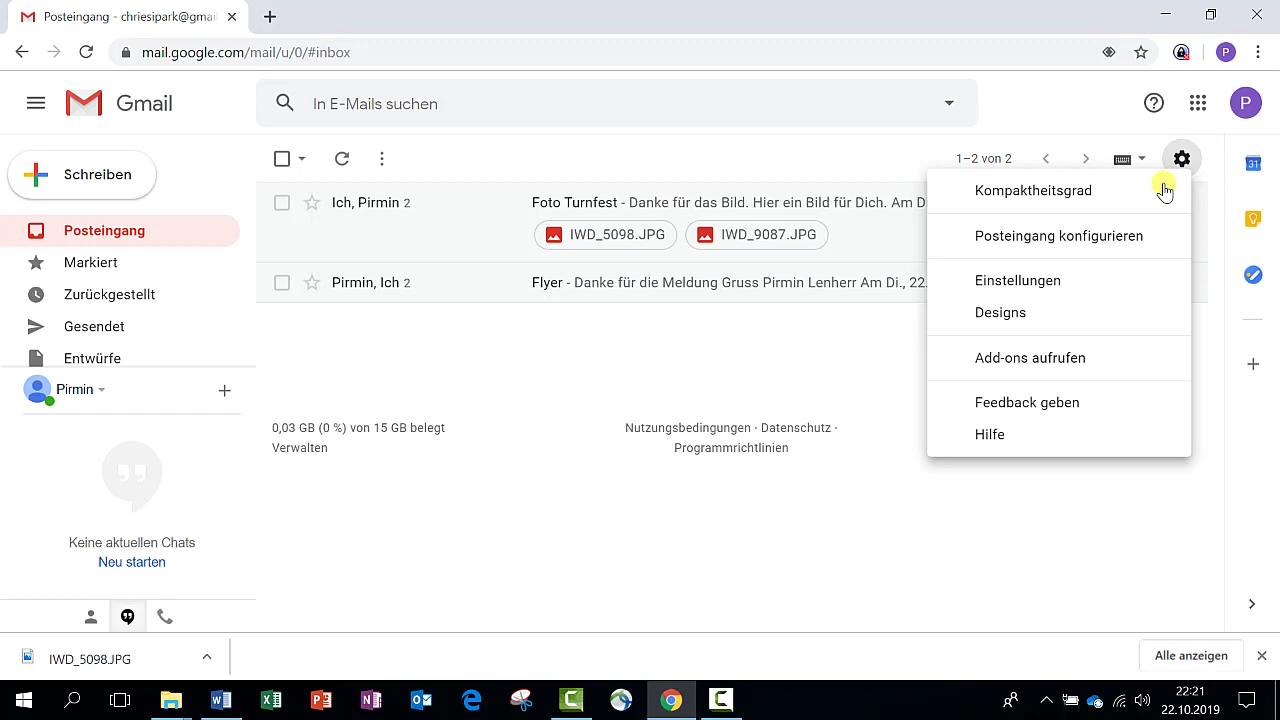 Posteingang - chriesipark@gmai
mail.google.com/mail/u/0/#inbox
P
Gmail
In E-Mails suchen
P
Schreiben
1–2 von 2
Posteingang
Markiert
Zurückgestellt
Gesendet
Entwürfe
Pirmin
Keine aktuellen Chats
Neu starten
Ich, Pirmin 2
Foto Turnfest - Danke für das Bild. Hier ein Bild für Dich. Am D
IWD_5098.JPG
IWD_9087.JPG
Pirmin, Ich 2
Flyer - Danke für die Meldung Gruss Pirmin Lenherr Am Di., 22.
0,03 GB (0 %) von 15 GB belegt
Verwalten
Nutzungsbedingungen · Datenschutz ·
Programmrichtlinien
Kompaktheitsgrad
Posteingang konfigurieren
Einstellungen
Designs
Add-ons aufrufen
Feedback geben
Hilfe
31
IWD_5098.JPG
Alle anzeigen
22:21
22.10.2019